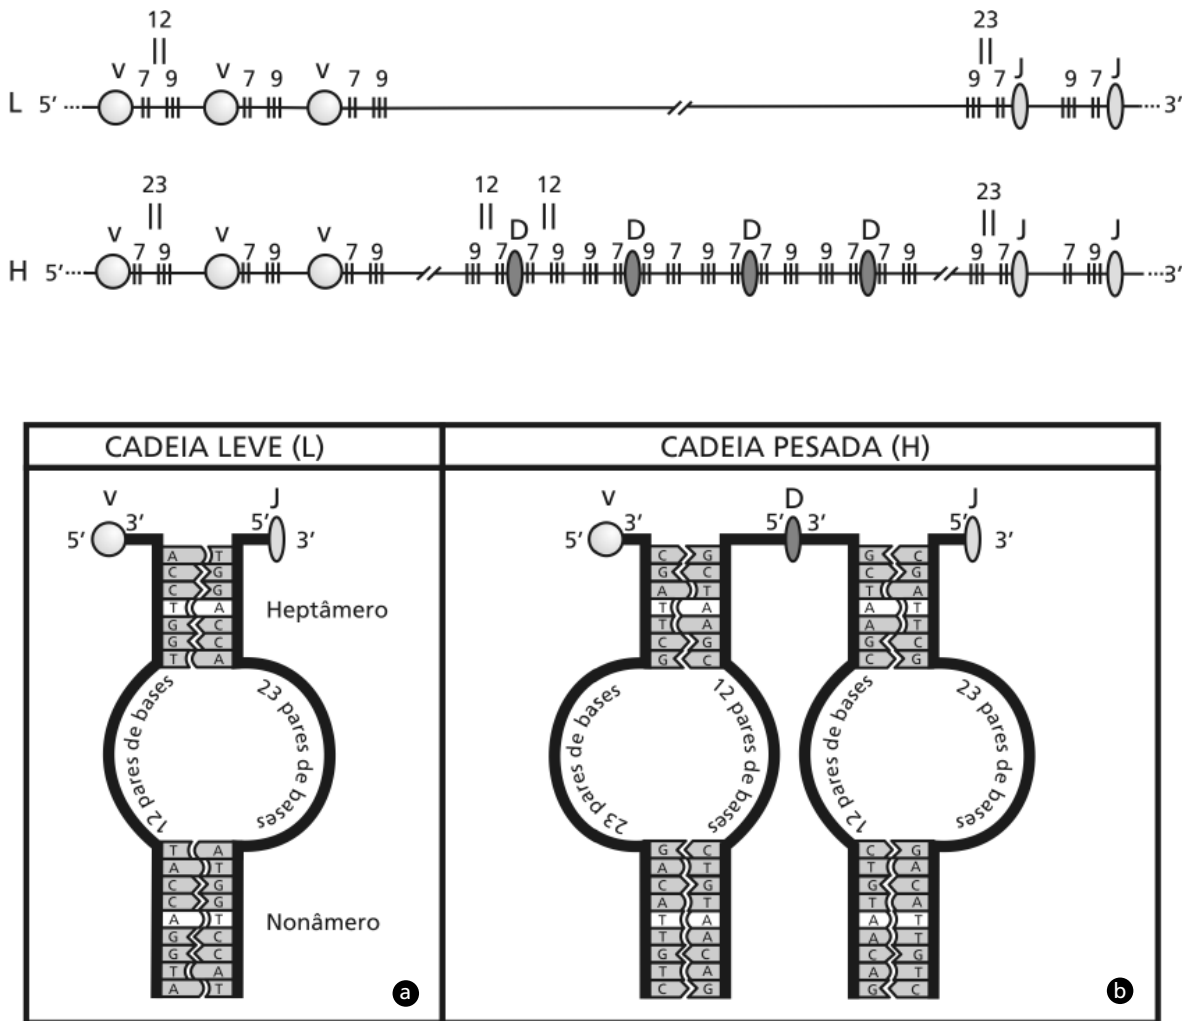 12 23
V 7 9 V 7 9 V 7 9 9 7 J 9 7 J
L 5' 3'
23 12 12 23
V 7 9 V 7 9 V 7 9 9 7 D 7 9 9 7 D 9 7 9 7 D 7 9 9 7 D 7 9 9 7 J 7 9 J
H 5' 3'
CADEIA LEVE (L)
V J
5' 3' 5' 3'
A T
C G
C G
T A
G C
G C
T A
Heptâmero
12 pares de bases
23 pares de bases
T A
A T
C G
C G
A T
G C
G C
T A
A T
Nonâmero
a
CADEIA PESADA (H)
V D J
5' 3' 5' 3' 5' 3'
C G G C
G C C G
A T T A
T A A T
T A A T
C G G C
G C C G
23 pares de bases
12 pares de bases
12 pares de bases
23 pares de bases
G C C G
A T T A
C G G C
A T T A
T A A T
T A A T
G C C G
T A A T
C G G C
b